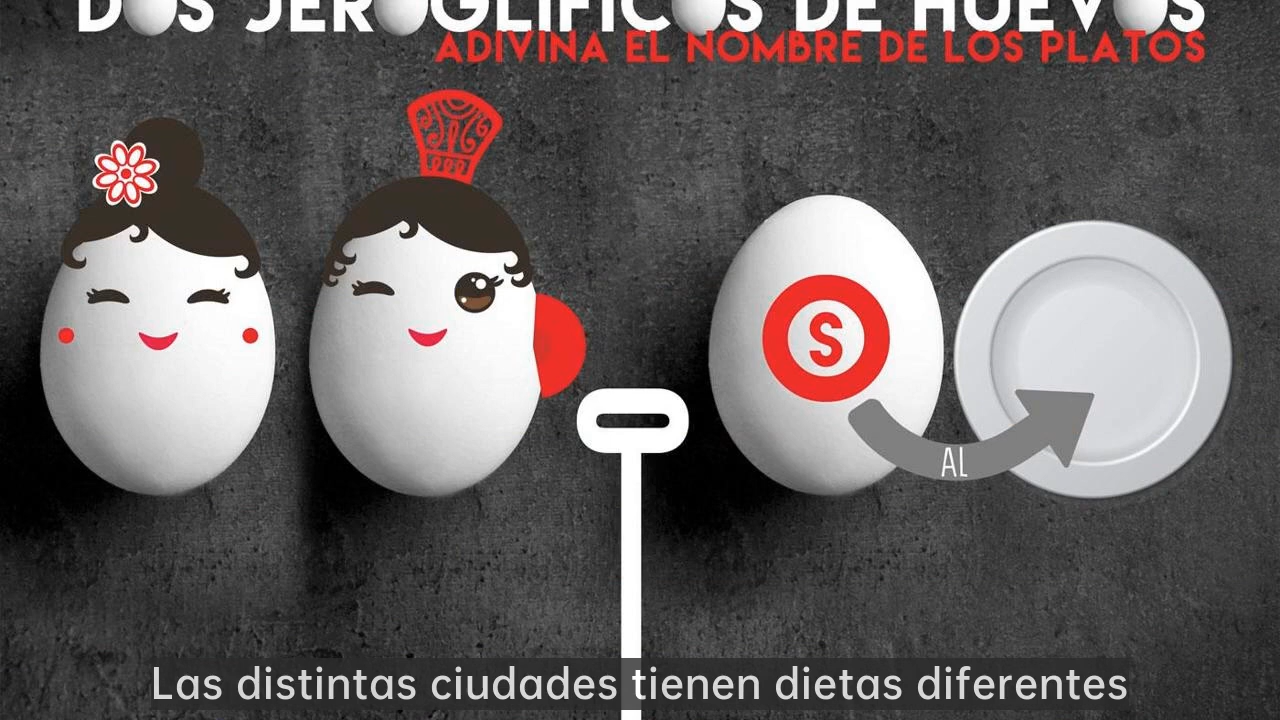 DOS JEROGLÍFICOS DE HUEVOS
ADIVINA EL NOMBRE DE LOS PLATOS
S
AL
Las distintas ciudades tienen dietas diferentes